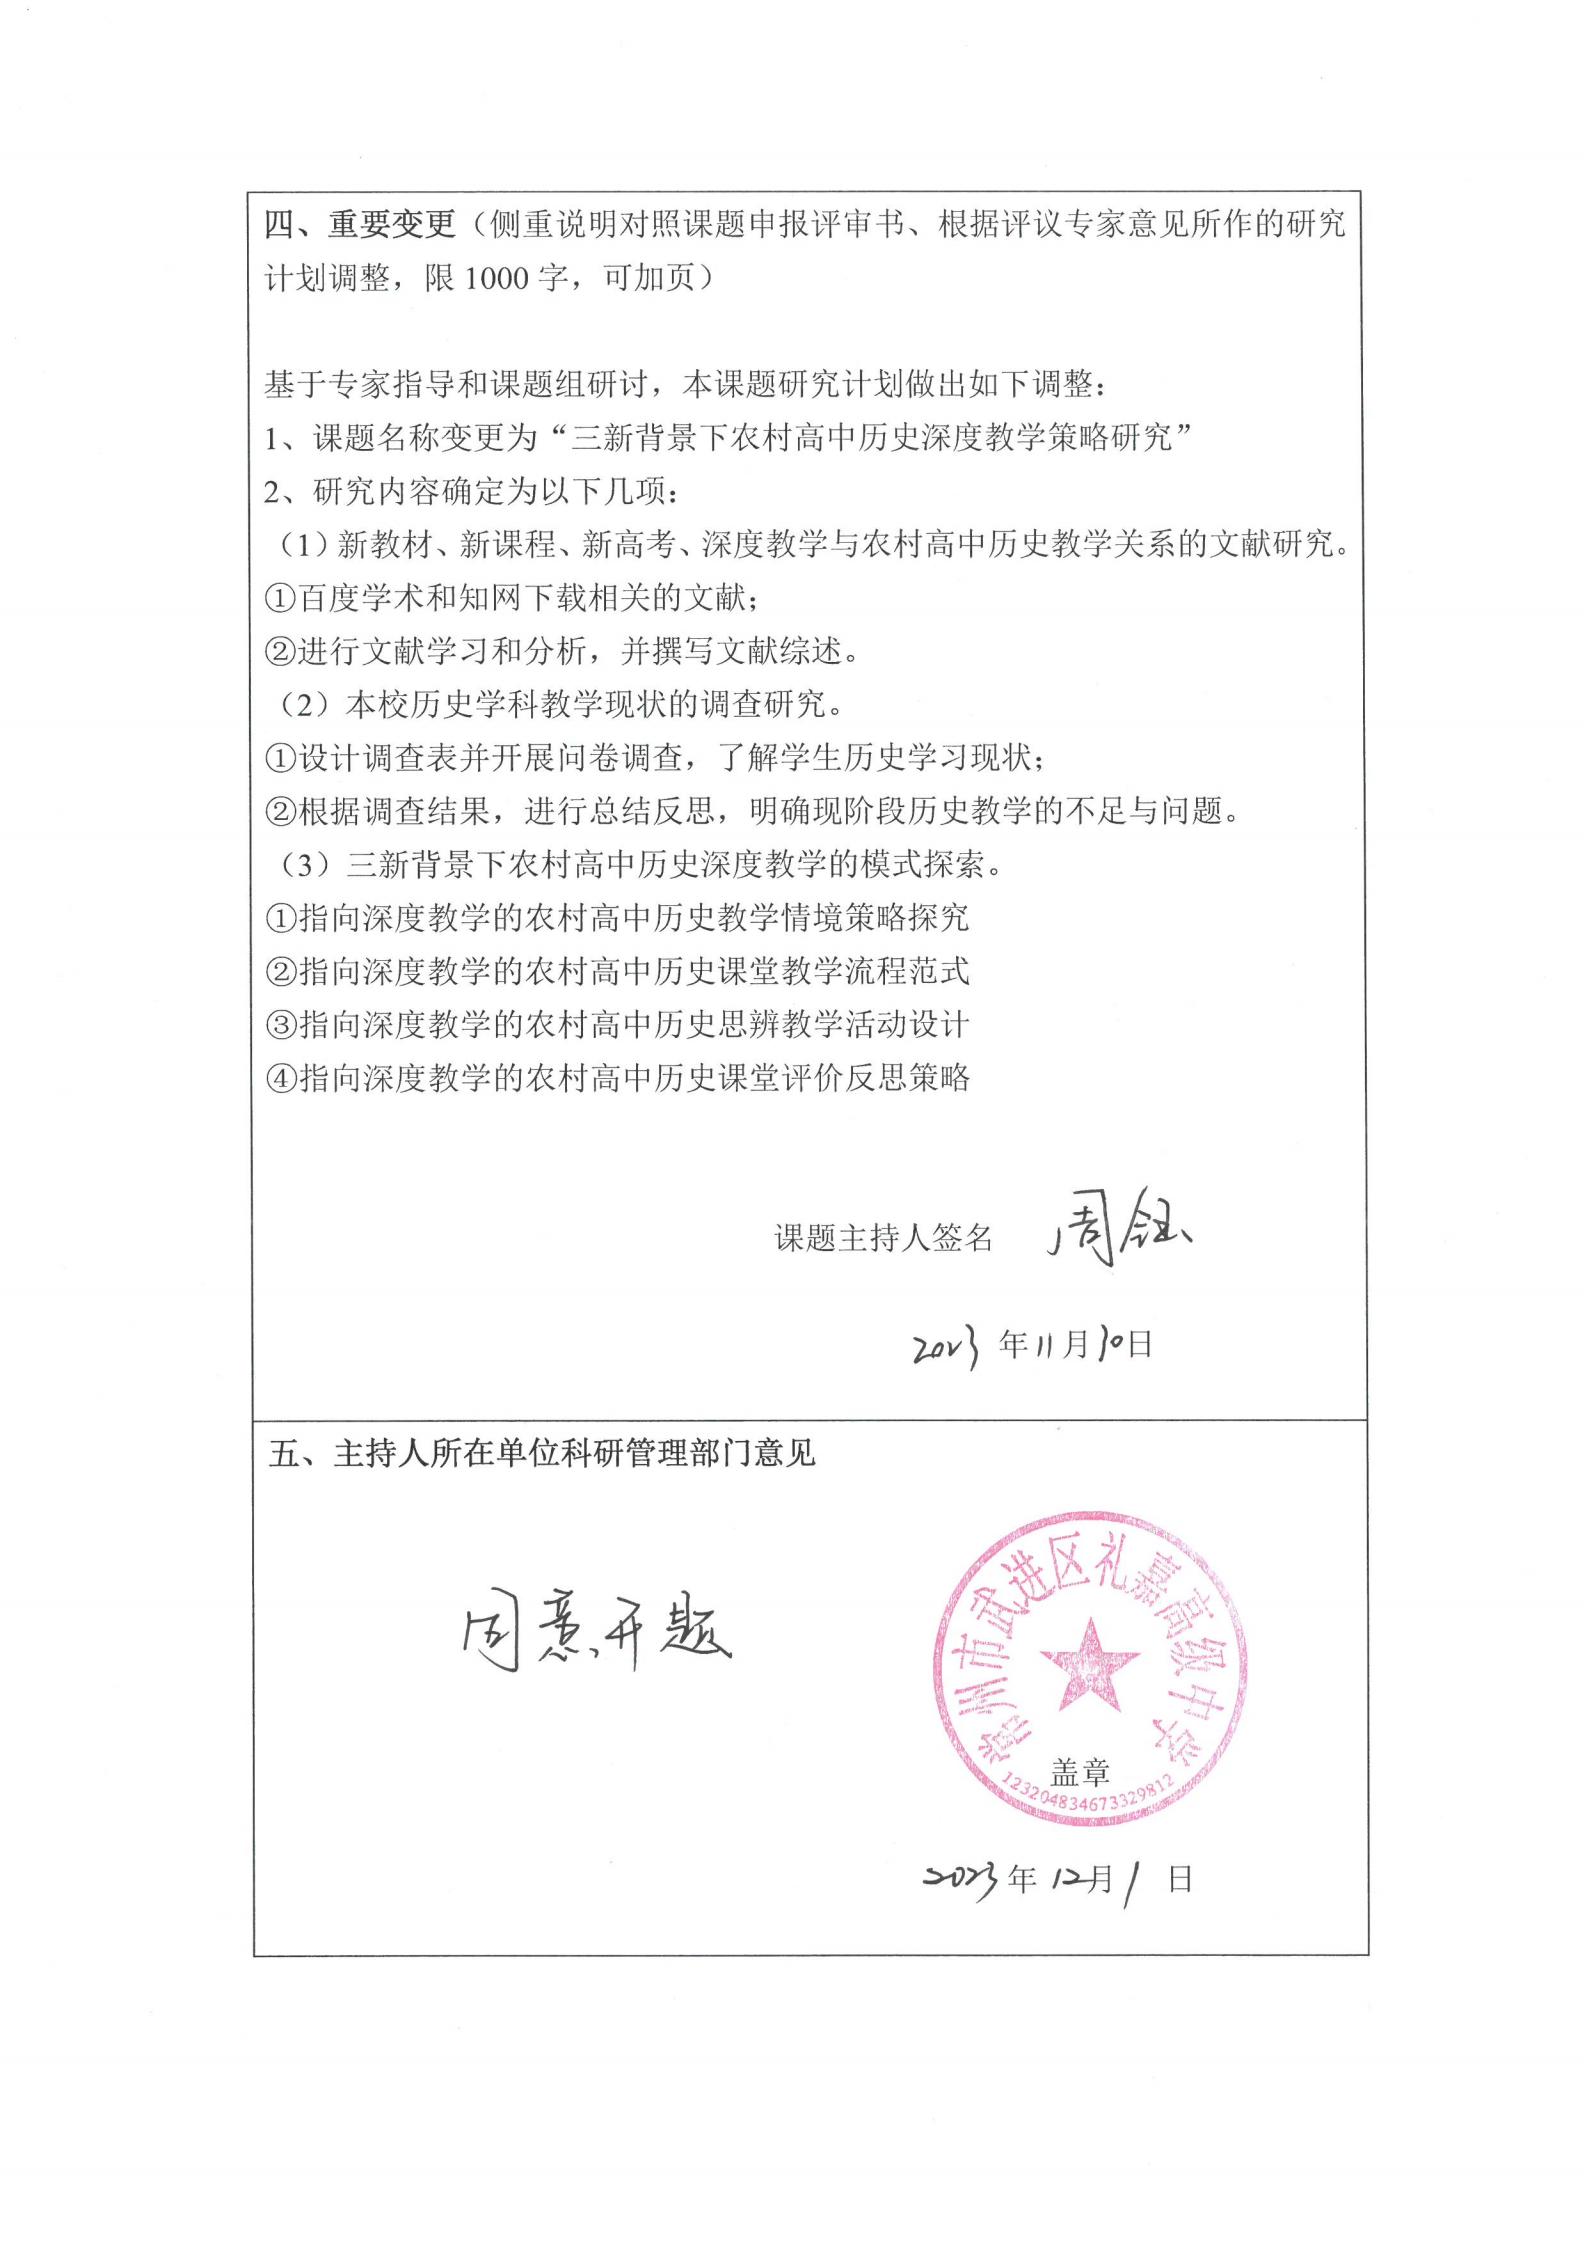 四、重要变更（侧重说明对照课题申报评审书、根据评议专家意见所作的研究
计划调整，限 1000 字，可加页）
基于专家指导和课题组研讨，本课题研究计划做出如下调整：
1、课题名称变更为“三新背景下农村高中历史深度教学策略研究”
2、研究内容确定为以下几项：
（1）新教材、新课程、新高考、深度教学与农村高中历史教学关系的文献研究。
①百度学术和知网下载相关的文献；
②进行文献学习和分析，并撰写文献综述。
（2）本校历史学科教学现状的调查研究。
①设计调查表并开展问卷调查，了解学生历史学习现状；
②根据调查结果，进行总结反思，明确现阶段历史教学的不足与问题。
（3）三新背景下农村高中历史深度教学的模式探索。
①指向深度教学的农村高中历史教学情境策略探究
②指向深度教学的农村高中历史课堂教学流程范式
③指向深度教学的农村高中历史思辨教学活动设计
④指向深度教学的农村高中历史课堂评价反思策略
课题主持人签名 周钰
2023 年 11 月 30 日
五、主持人所在单位科研管理部门意见
同意开题
常州市武进区礼嘉高级中学
盖章
123204834673329812
2023 年 12 月 1 日